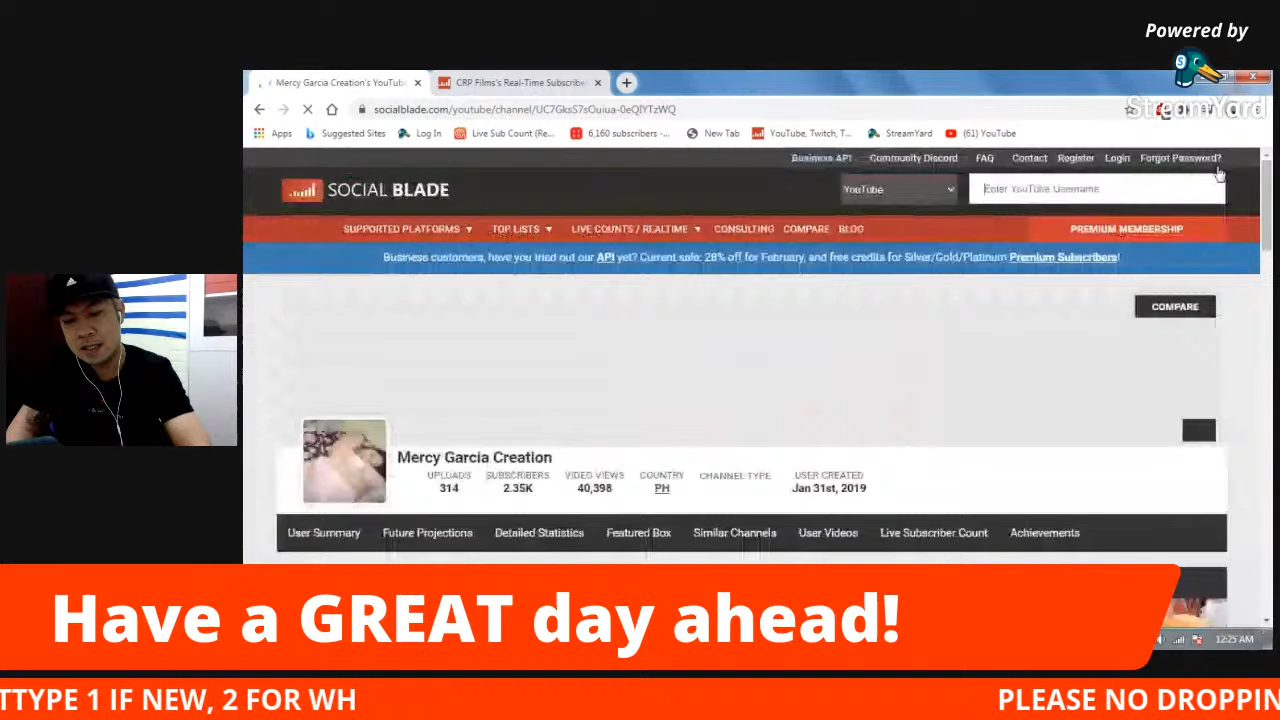 Powered by
StreamYard
Mercy Garcia Creation's YouTub
CRP Films's Real-Time Subscribe
socialblade.com/youtube/channel/UC7GksS7sOuiua-0eQlYTzWQ
Apps
Suggested Sites
Log In
Live Sub Count (Re...
6,160 subscribers -...
New Tab
YouTube, Twitch, T...
StreamYard
(61) YouTube
Business API
Community Discord
FAQ
Contact
Register
Login
Forgot Password?
SOCIAL BLADE
YouTube
Enter YouTube Username
SUPPORTED PLATFORMS
TOP LISTS
LIVE COUNTS / REALTIME
CONSULTING
COMPARE
BLOG
PREMIUM MEMBERSHIP
Business customers, have you tried out our API yet? Current sale: 28% off for February, and free credits for Silver/Gold/Platinum Premium Subscribers!
COMPARE
Mercy Garcia Creation
UPLOADS
314
SUBSCRIBERS
2.35K
VIDEO VIEWS
40,398
COUNTRY
PH
CHANNEL TYPE
USER CREATED
Jan 31st, 2019
User Summary
Future Projections
Detailed Statistics
Featured Box
Similar Channels
User Videos
Live Subscriber Count
Achievements
Have a GREAT day ahead!
12:25 AM
TTYPE 1 IF NEW, 2 FOR WH
PLEASE NO DROPPIN